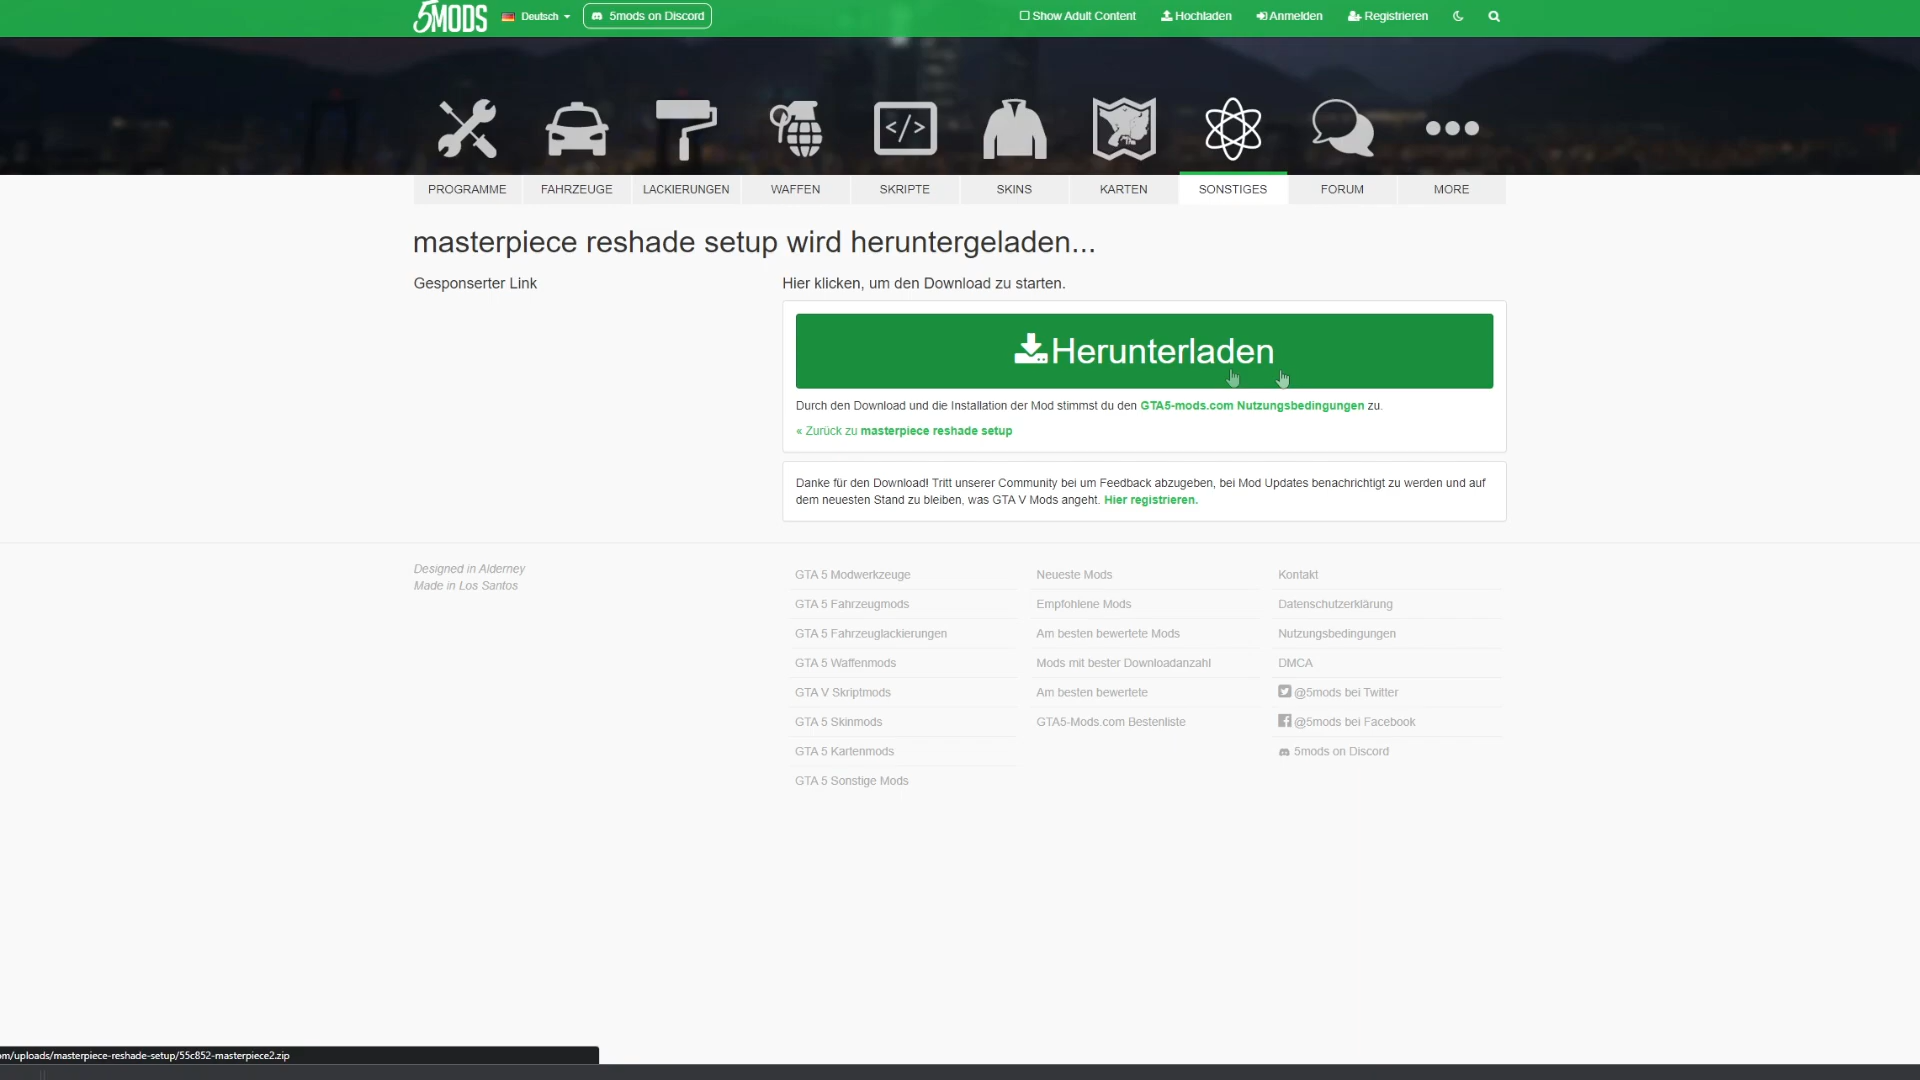 5MODS Deutsch 5mods on Discord Show Adult Content Hochladen Anmelden Registrieren
PROGRAMME FAHRZEUGE LACKIERUNGEN WAFFEN SKRIPTE SKINS KARTEN SONSTIGES FORUM MORE
masterpiece reshade setup wird heruntergeladen...
Gesponserter Link
Hier klicken, um den Download zu starten.
Herunterladen
Durch den Download und die Installation der Mod stimmst du den GTA5-mods.com Nutzungsbedingungen zu.
« Zurück zu masterpiece reshade setup
Danke für den Download! Tritt unserer Community bei um Feedback abzugeben, bei Mod Updates benachrichtigt zu werden und auf
dem neuesten Stand zu bleiben, was GTA V Mods angeht. Hier registrieren.
Designed in Alderney
Made in Los Santos
GTA 5 Modwerkzeuge
GTA 5 Fahrzeugmods
GTA 5 Fahrzeuglackierungen
GTA 5 Waffenmods
GTA V Skriptmods
GTA 5 Skinmods
GTA 5 Kartenmods
GTA 5 Sonstige Mods
Neueste Mods
Empfohlene Mods
Am besten bewertete Mods
Mods mit bester Downloadanzahl
Am besten bewertete
GTA5-Mods.com Bestenliste
Kontakt
Datenschutzerklärung
Nutzungsbedingungen
DMCA
@5mods bei Twitter
@5mods bei Facebook
5mods on Discord
om/uploads/masterpiece-reshade-setup/55c852-masterpiece2.zip